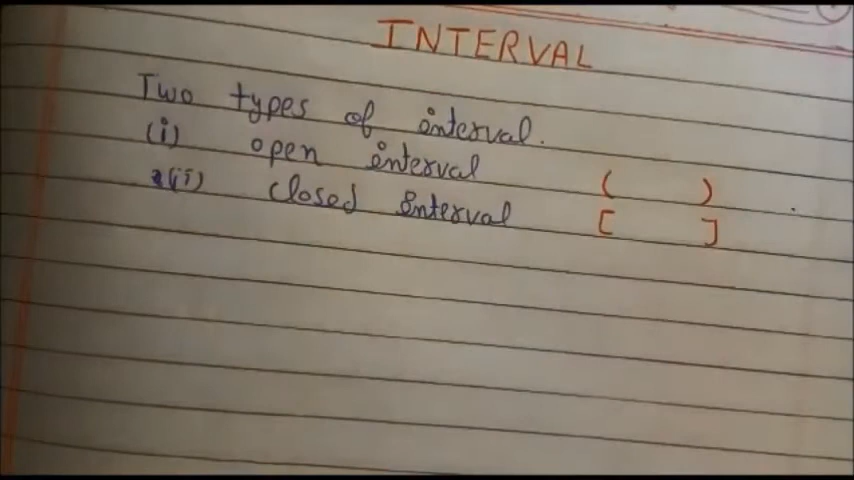 INTERVAL
Two types of interval.
(i) open interval ( )
(ii) closed interval [ ]